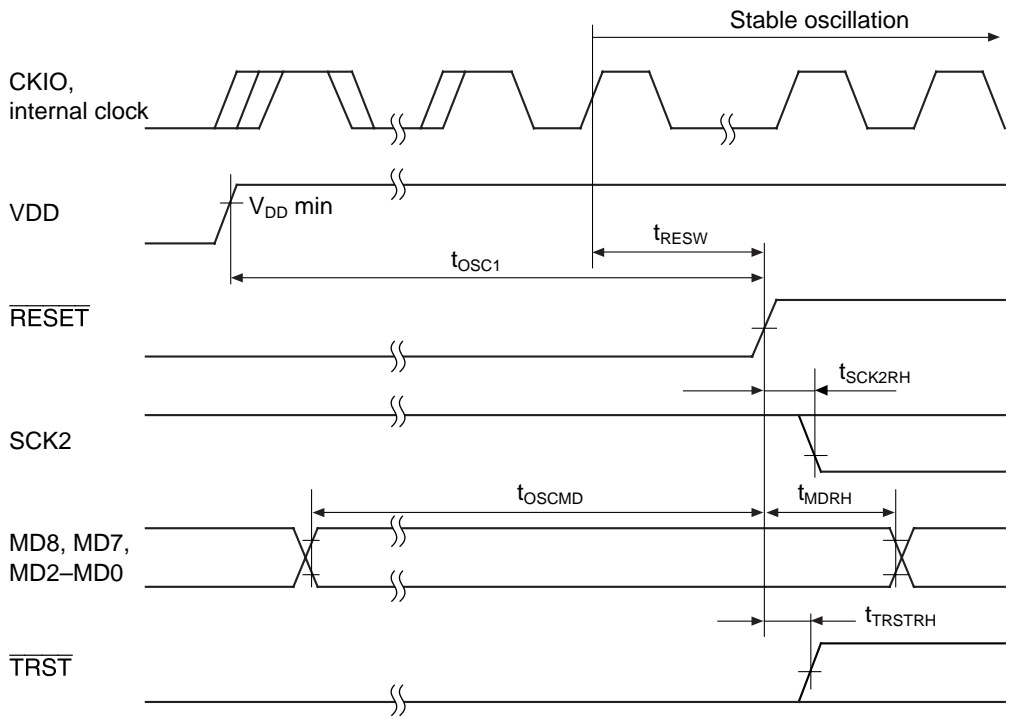 Stable oscillation
CKIO,
internal clock
VDD
VDD min
tRESW
tOSC1
RESET
tSCK2RH
SCK2
tOSCMD
tMDRH
MD8, MD7,
MD2–MD0
tTRSTRH
TRST